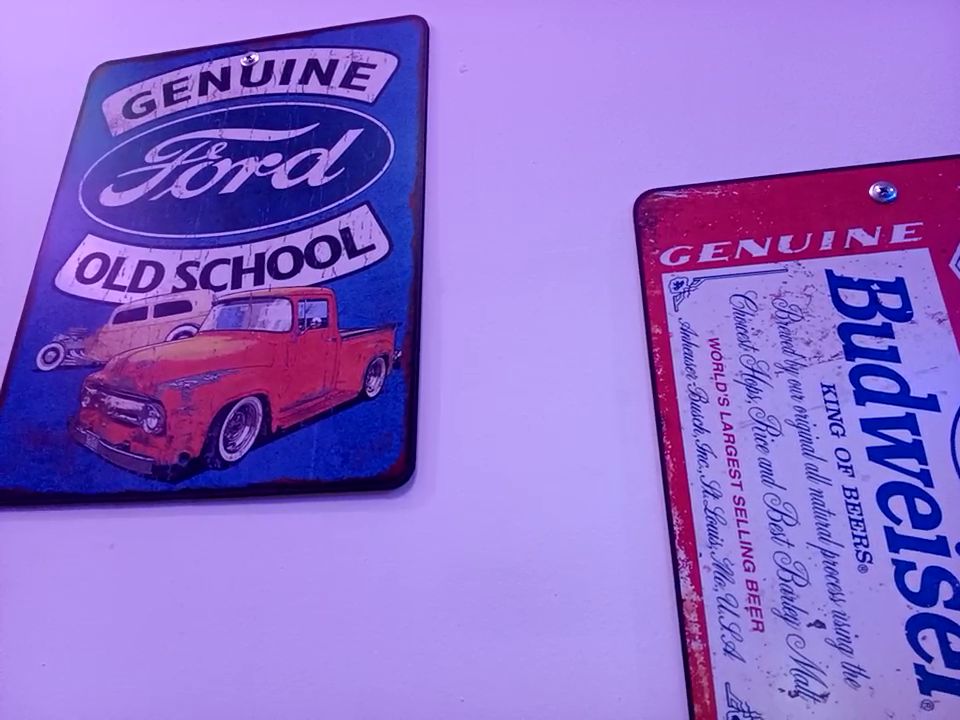 GENUINE
Ford
OLD SCHOOL
GENUINE
Budweiser®
KING OF BEERS®
Brewed by our original all natural process using the
Choicest Hops, Rice and Best Barley Malt
WORLD'S LARGEST SELLING BEER
Anheuser-Busch, Inc., St. Louis, Mo., U.S.A